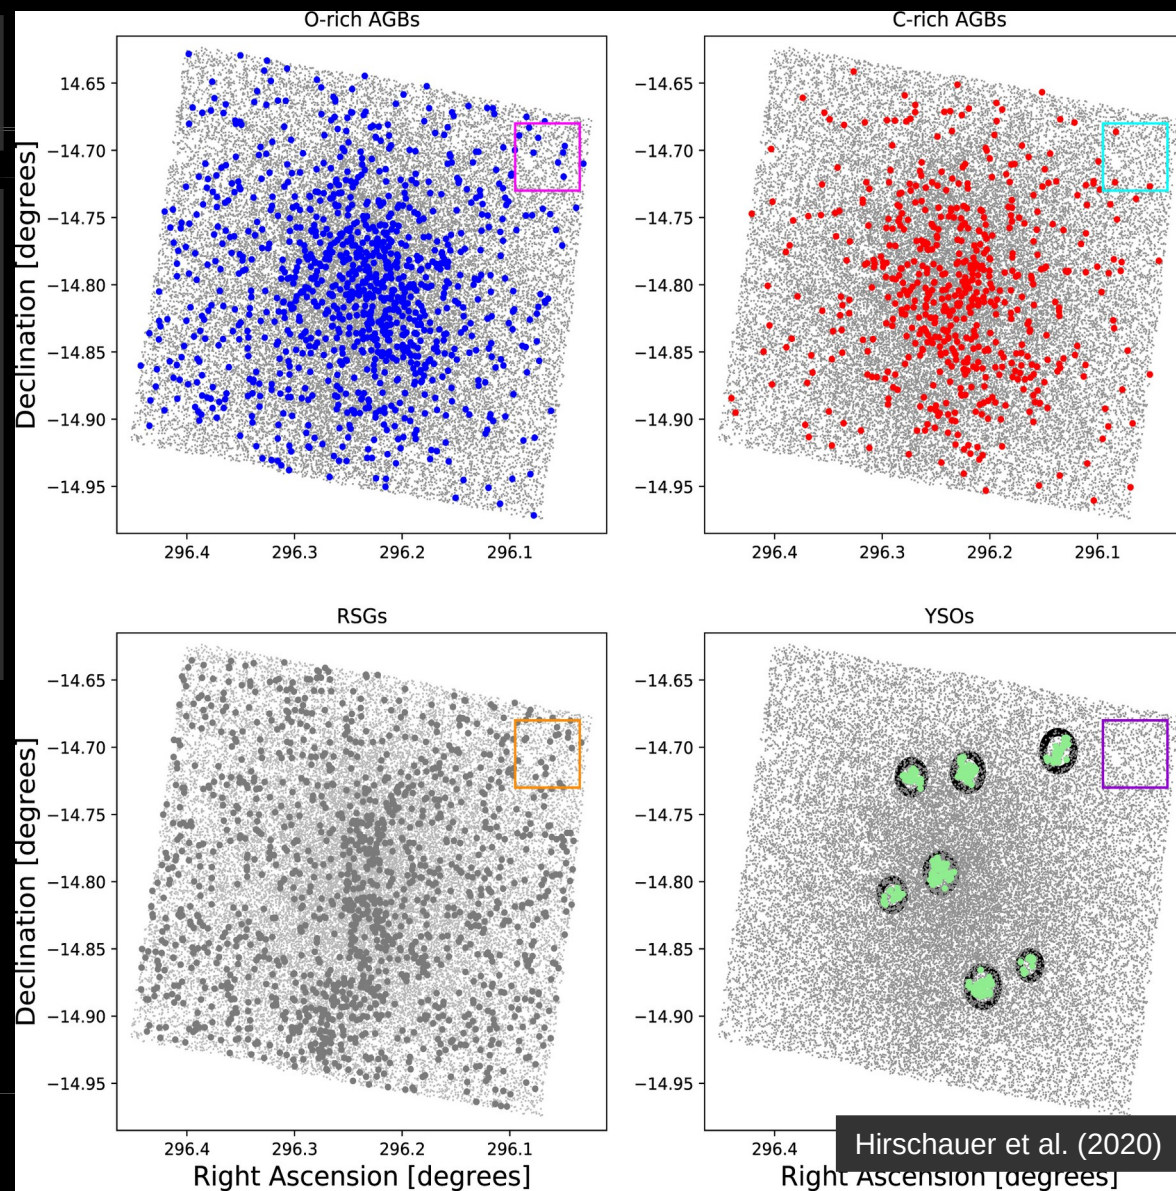 O-rich AGBs
C-rich AGBs
14.65
−14.70
−14.75
−14.80
−14.85
−14.90
−14.95
Declination [degrees]
296.4 296.3 296.2 296.1
−14.65
−14.70
−14.75
−14.80
−14.85
−14.90
−14.95
296.4 296.3 296.2 296.1
RSGs
YSOs
−14.65
−14.70
−14.75
−14.80
−14.85
−14.90
−14.95
Declination [degrees]
296.4 296.3 296.2 296.1
Right Ascension [degrees]
−14.65
−14.70
−14.75
−14.80
−14.85
−14.90
−14.95
296.4
Right Ascension [degrees]
Hirschauer et al. (2020)